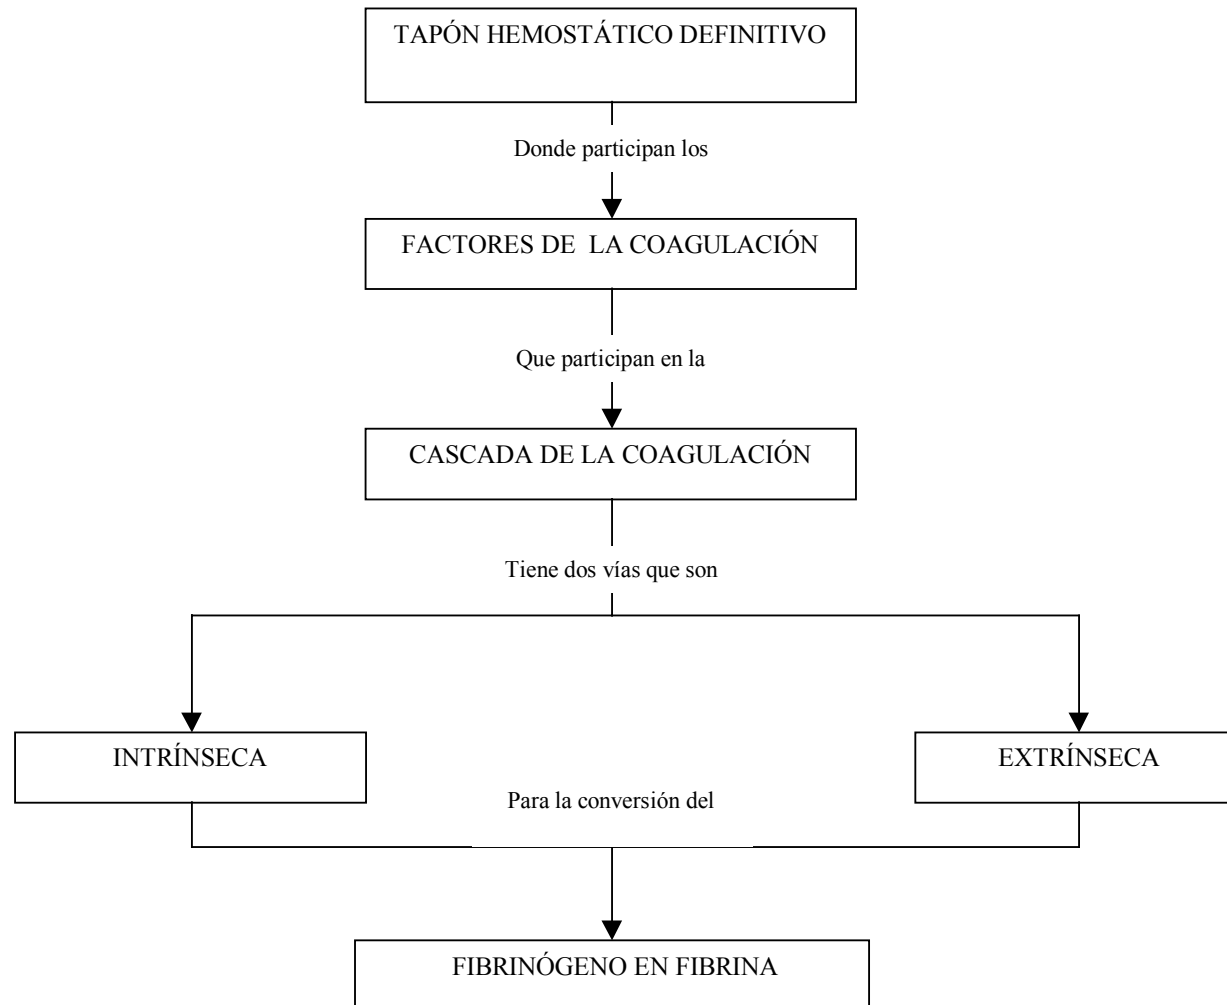 TAPÓN HEMOSTÁTICO DEFINITIVO
Donde participan los
FACTORES DE LA COAGULACIÓN
Que participan en la
CASCADA DE LA COAGULACIÓN
Tiene dos vías que son
INTRÍNSECA
EXTRÍNSECA
Para la conversión del
FIBRINÓGENO EN FIBRINA